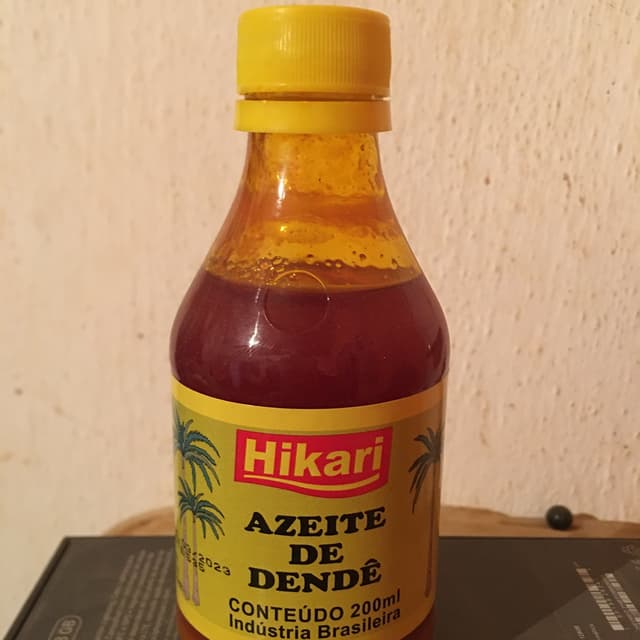 Hikari
AZEITE
DE
DENDÊ
CONTEÚDO 200ml
Indústria Brasileira